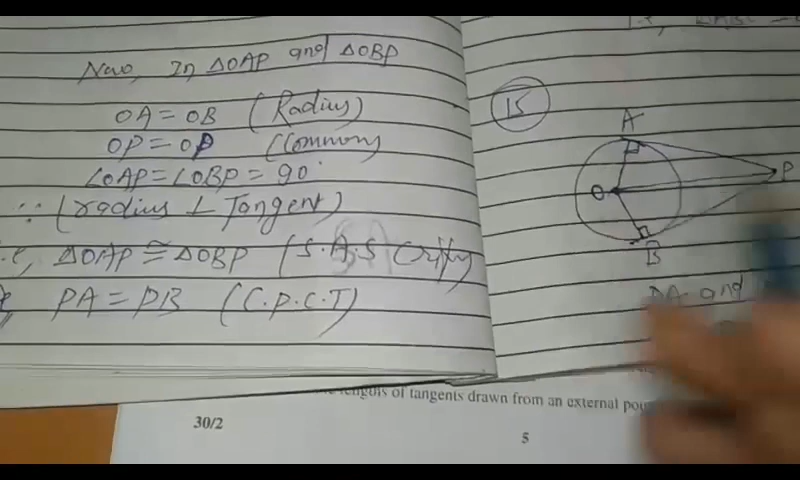 Now, In ΔOAP and ΔOBP
OA = OB (Radius)
OP = OP (Common)
∠OAP = ∠OBP = 90°
∵ (radius ⊥ Tangent)
ΔOAP ≅ ΔOBP (S.A.S
PA = PB (C.P.C.T)
15
A
O
P
B
PA and
lengths of tangents drawn from an external
30/2
5